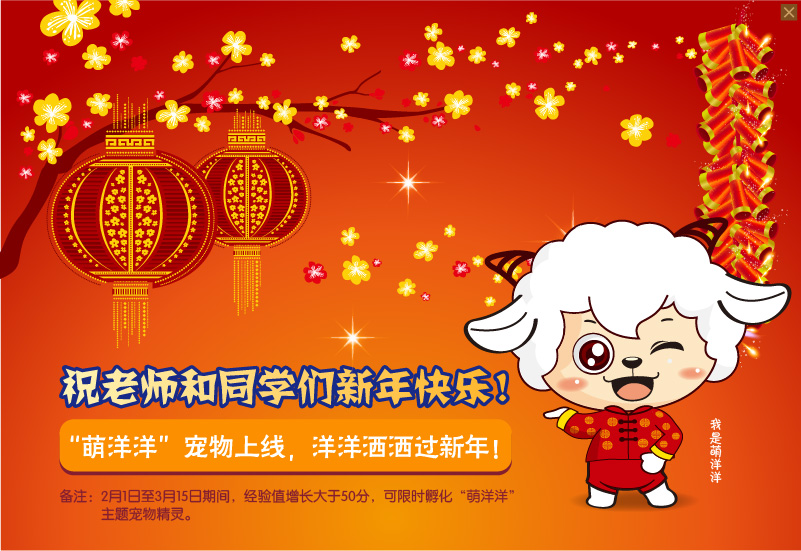 祝老师和同学们新年快乐！
“萌洋洋”宠物上线，洋洋洒洒过新年！
备注：2月1日至3月15日期间，经验值增长大于50分，可限时孵化“萌洋洋”
主题宠物精灵。
我是萌洋洋